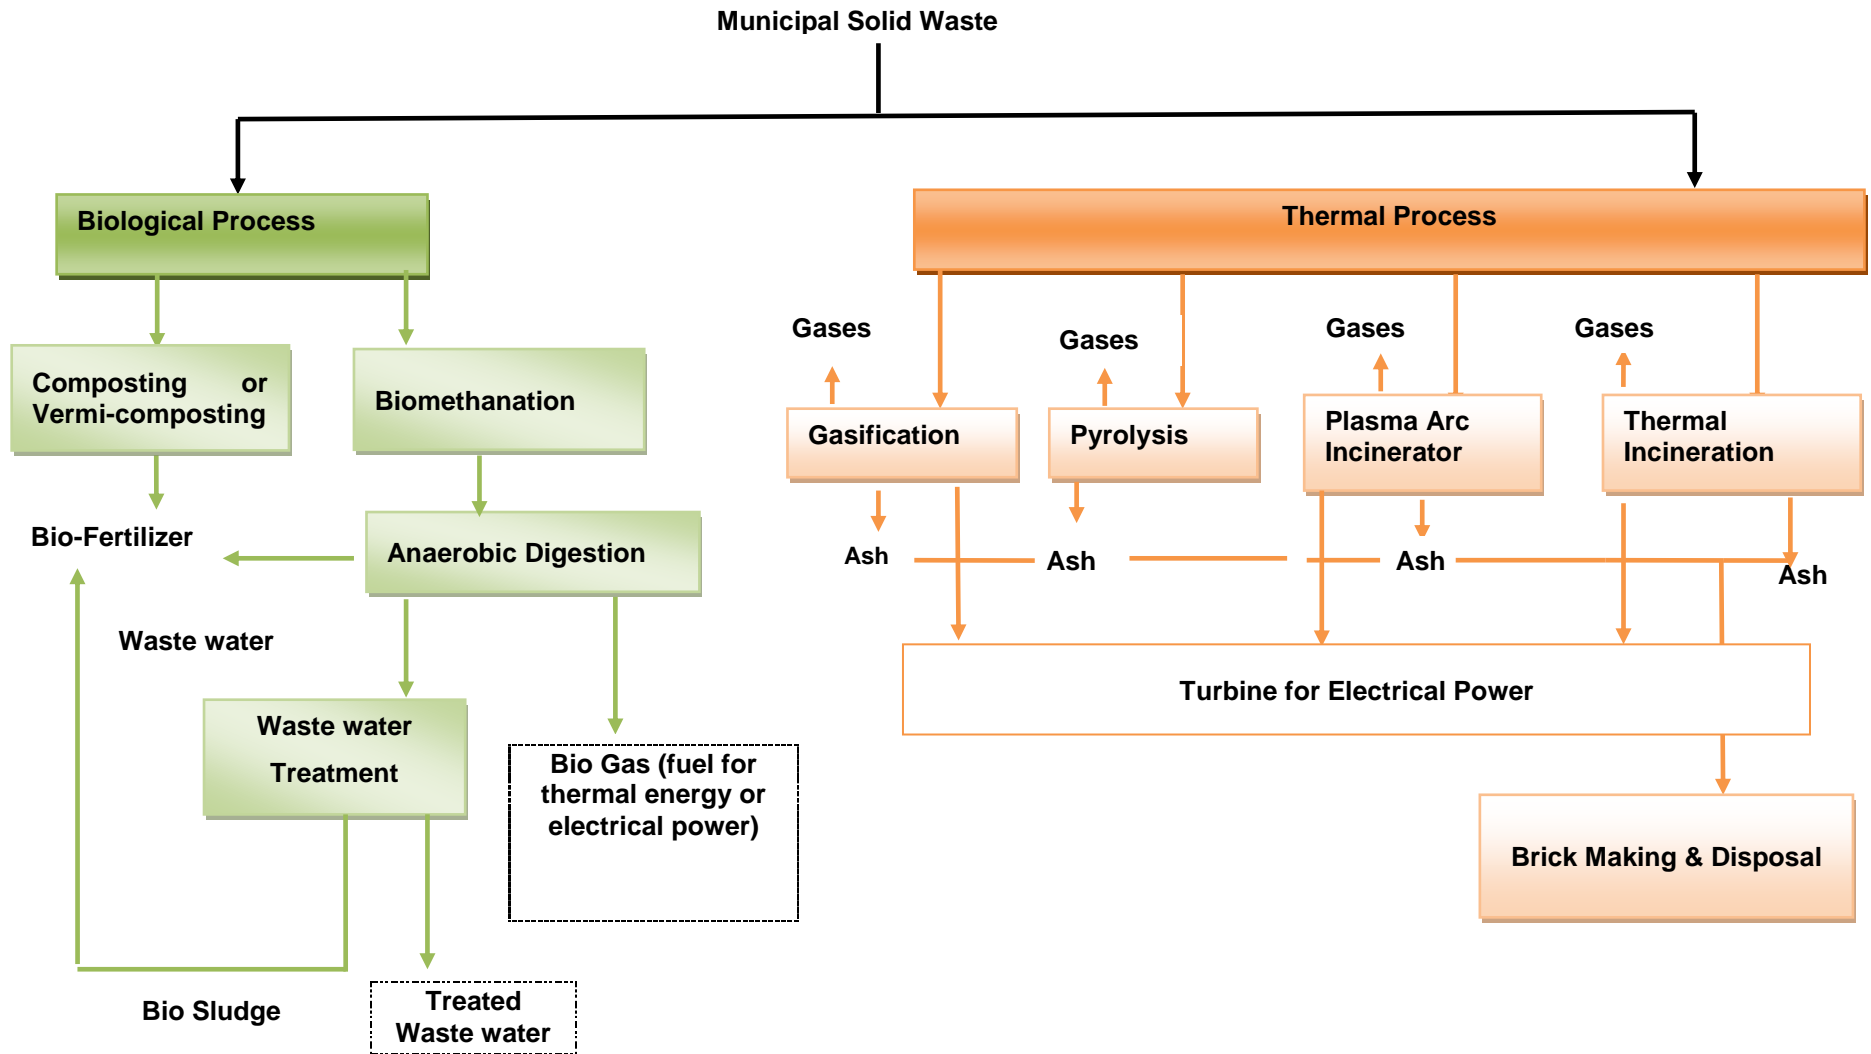 Municipal Solid Waste
Biological Process
Thermal Process
Gases
Gases
Gases
Gases
Composting or
Vermi-composting
Biomethanation
Gasification
Pyrolysis
Plasma Arc
Incinerator
Thermal
Incineration
Bio-Fertilizer
Anaerobic Digestion
Ash
Ash
Ash
Ash
Waste water
Turbine for Electrical Power
Waste water
Treatment
Bio Gas (fuel for
thermal energy or
electrical power)
Brick Making & Disposal
Bio Sludge
Treated
Waste water